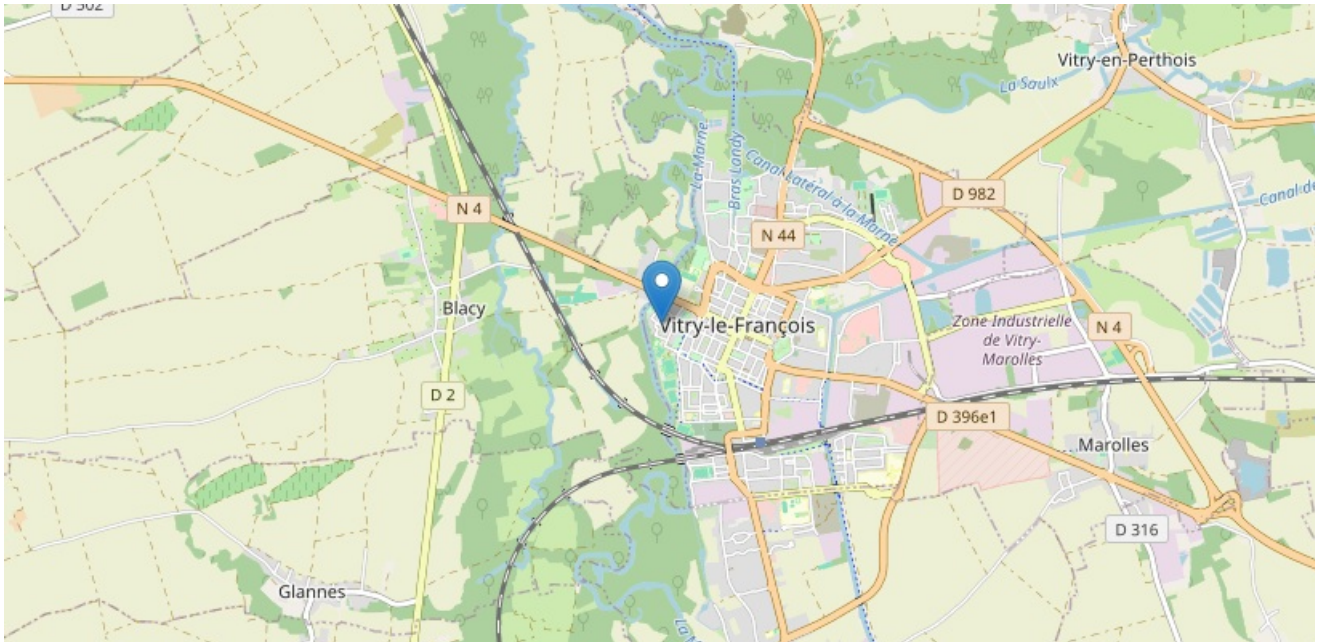 D 502
Vitry-en-Perthois
La Saulx
La Marne
Bras Landy
Canal Latéral à la Marne
D 982
Canal de
N 4
N 44
Blacy
Vitry-le-François
Zone Industrielle
de Vitry-
Marolles
N 4
D 2
D 396e1
Marolles
D 316
Glannes